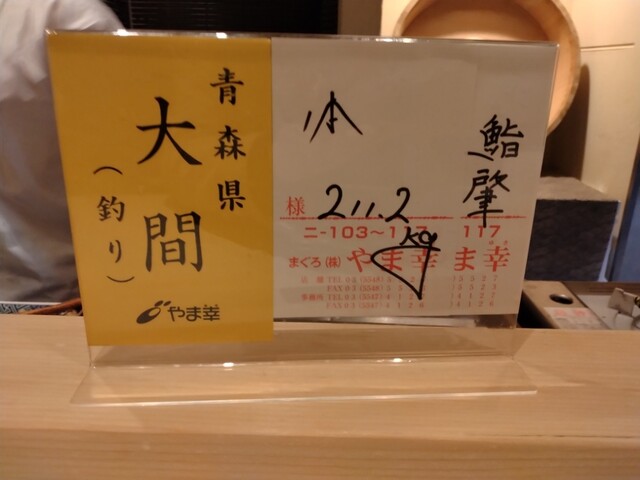 青森県
大間
(釣り)
やま幸
鮨 肇
本
211.2
kg
様
ニ-103~1
117
まぐろ(株)
やま幸
ま幸